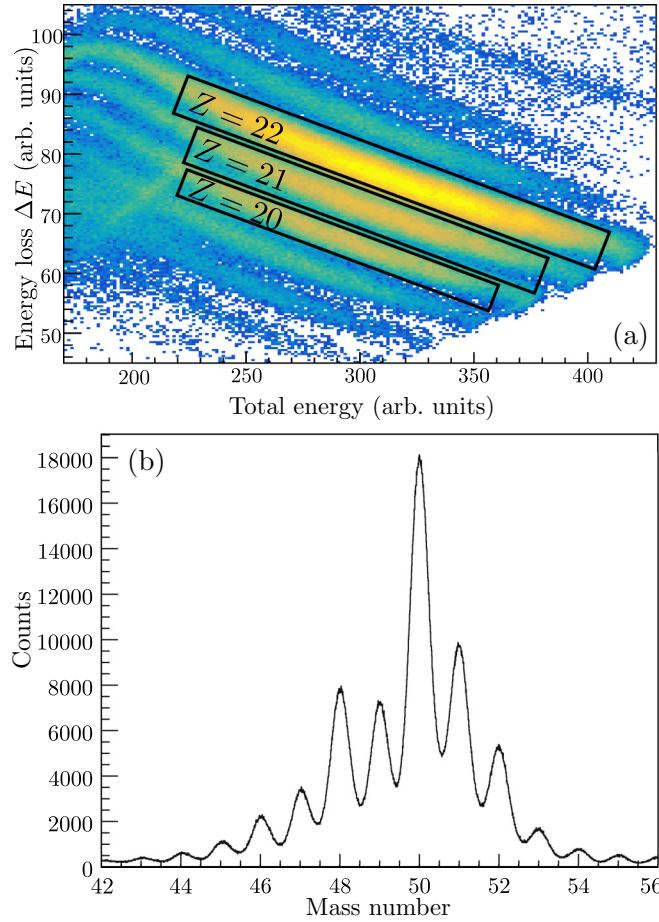 100
90
80
70
60
50
Energy loss ΔE (arb. units)
Z = 22
Z = 21
Z = 20
(a)
200 250 300 350 400
Total energy (arb. units)
(b)
18000
16000
14000
12000
10000
8000
6000
4000
2000
0
Counts
42 44 46 48 50 52 54 56
Mass number